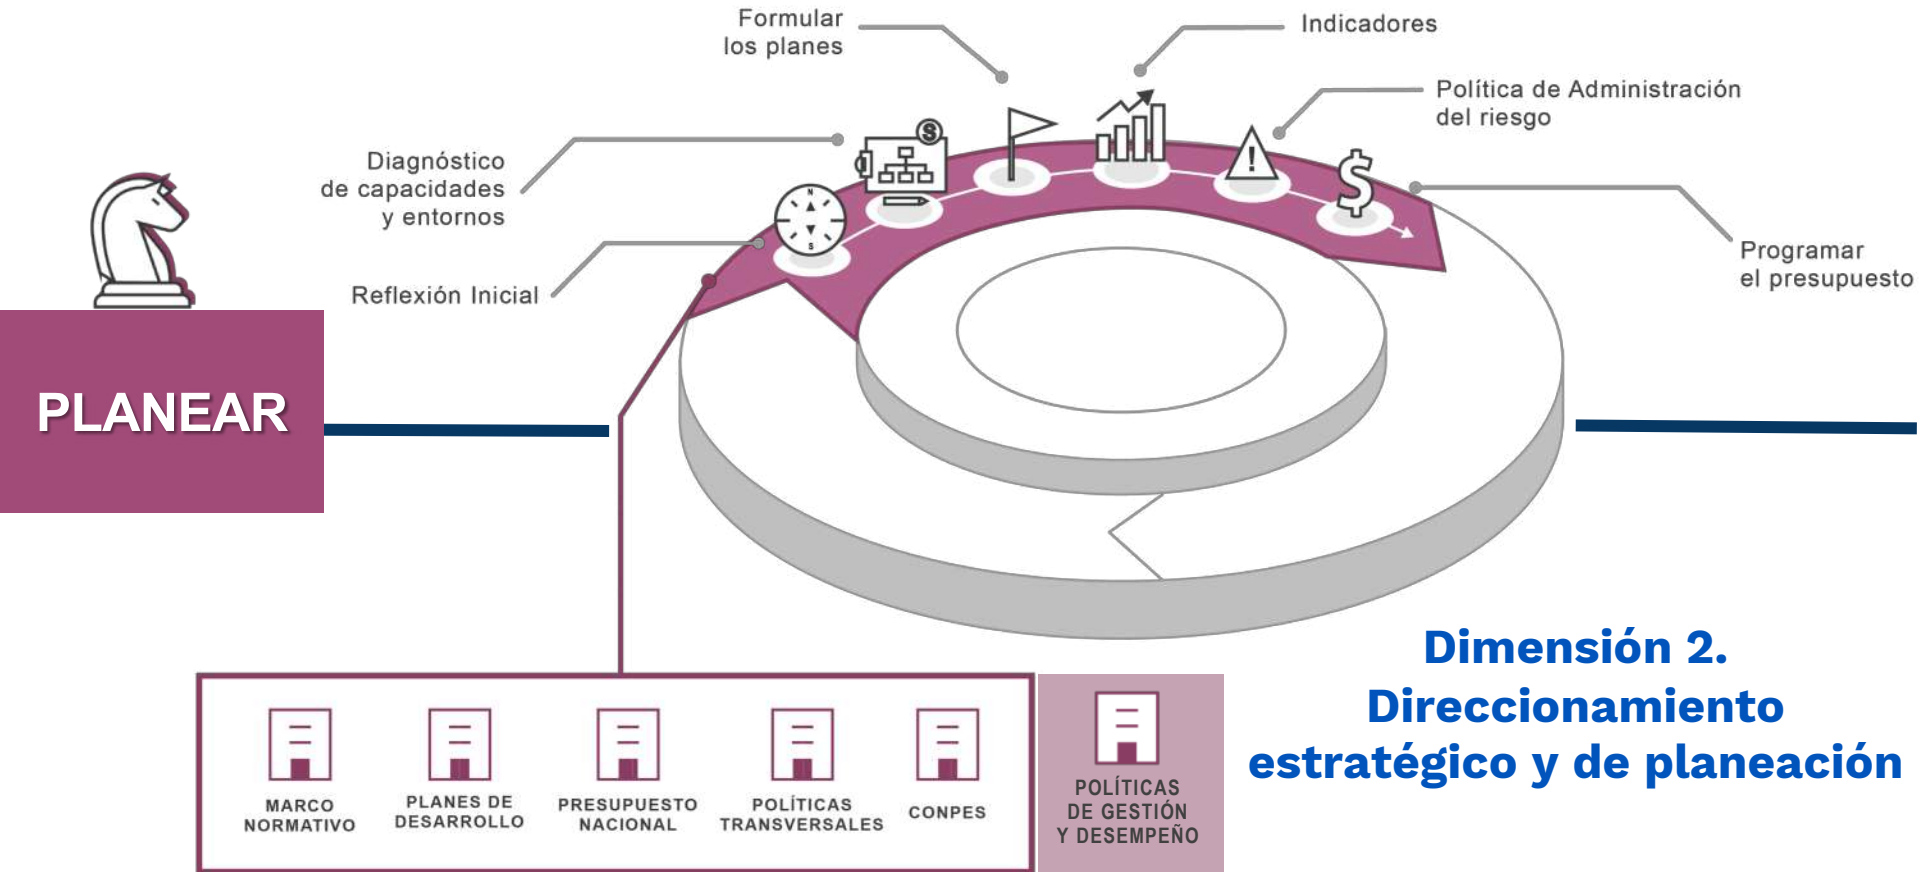 Formular
los planes
Indicadores
Política de Administración
del riesgo
Diagnóstico
de capacidades
y entornos
Reflexión Inicial
Programar
el presupuesto
S
N
S
!
$
PLANEAR
MARCO
NORMATIVO
PLANES DE
DESARROLLO
PRESUPUESTO
NACIONAL
POLÍTICAS
TRANSVERSALES
CONPES
POLÍTICAS
DE GESTIÓN
Y DESEMPEÑO
Dimensión 2.
Direccionamiento
estratégico y de planeación